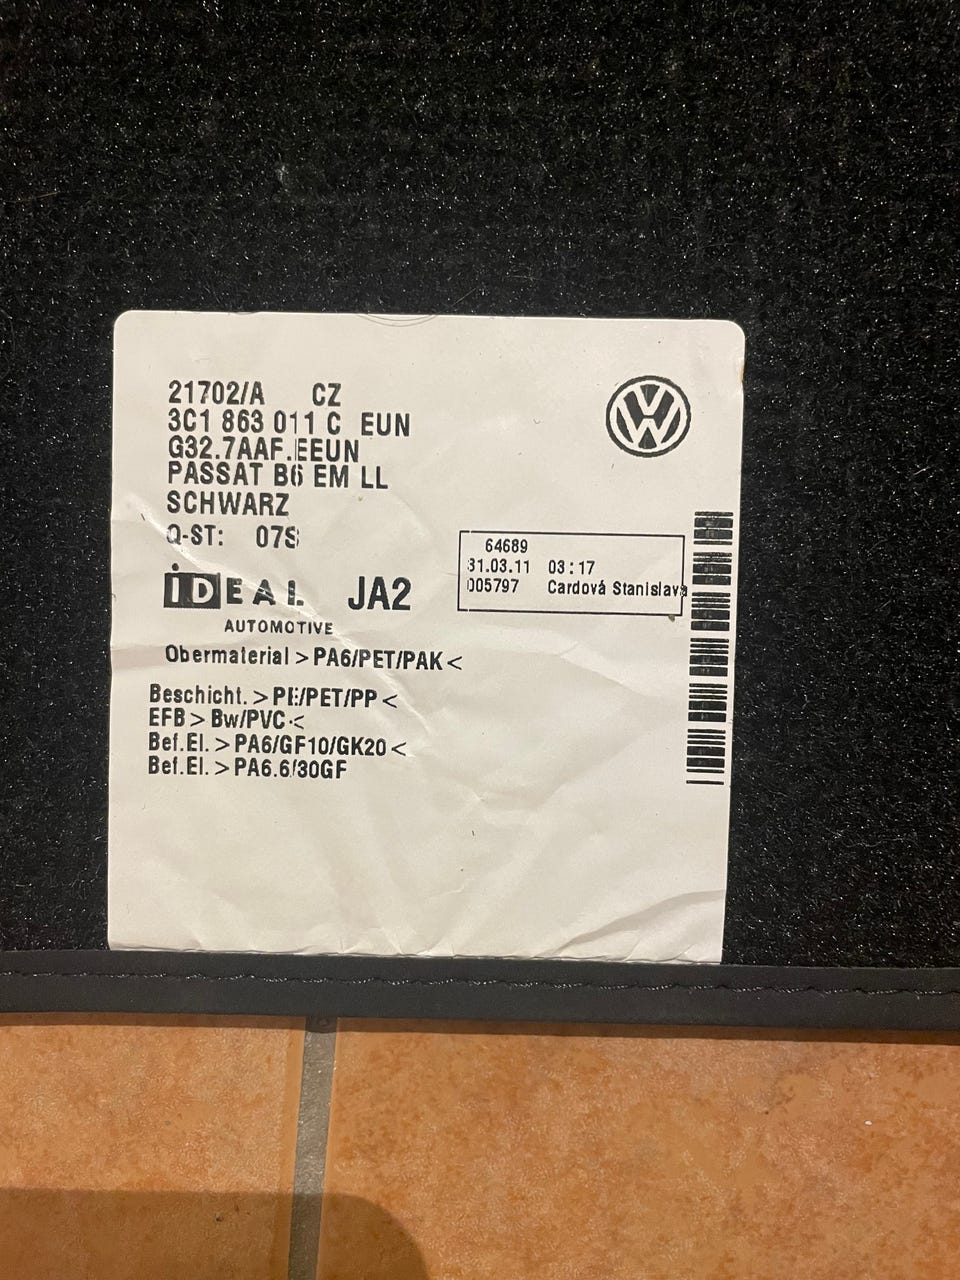 21702/A CZ
3C1 863 011 C EUN
G32.7AAF.EEUN
PASSAT B6 EM LL
SCHWARZ
Q-ST: 07S
64689
31.03.11 03:17
005797 Cardová Stanislava
iDEAL JA2
AUTOMOTIVE
Obermaterial >PA6/PET/PAK<
Beschicht. >PE/PET/PP<
EFB > Bw/PVC<
Bef.El. >PA6/GF10/GK20<
Bef.El. >PA6.6/30GF